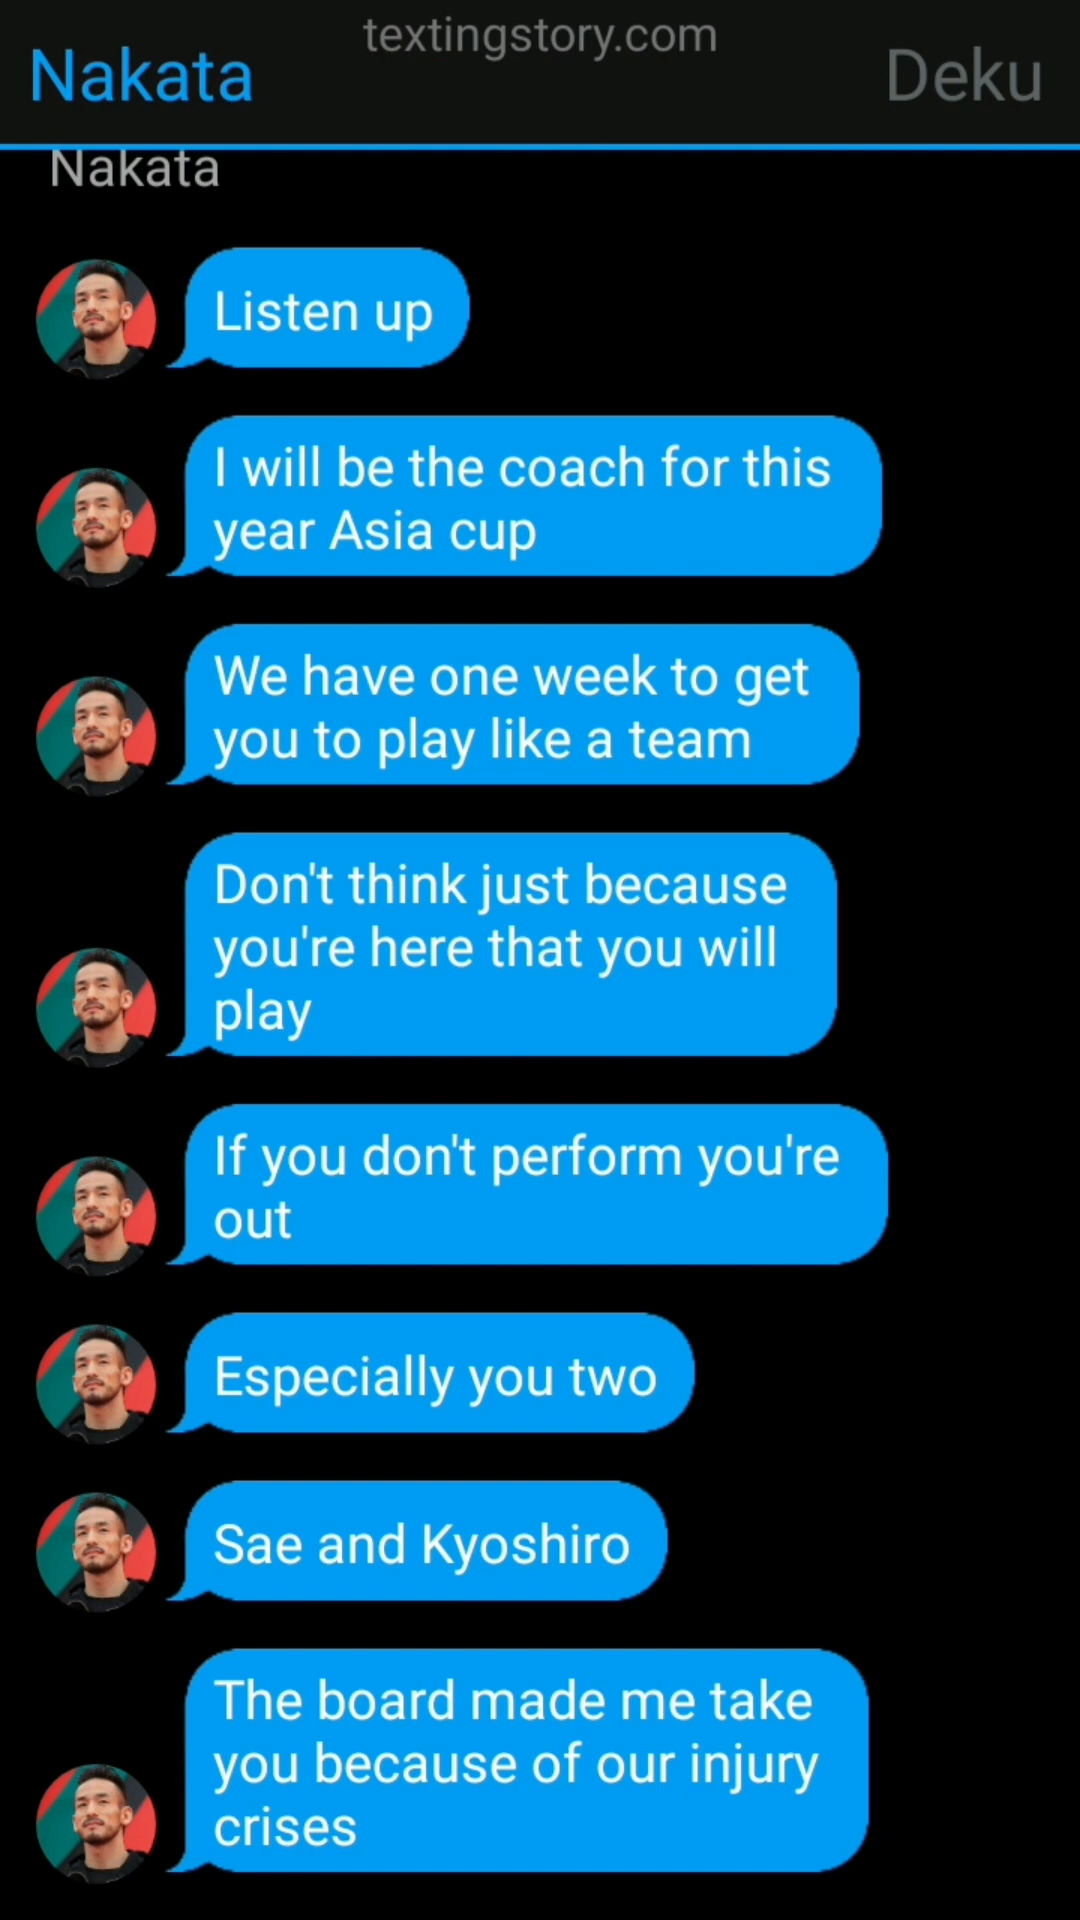 textingstory.com
Nakata
Deku
Nakata
Listen up
I will be the coach for this
year Asia cup
We have one week to get
you to play like a team
Don't think just because
you're here that you will
play
If you don't perform you're
out
Especially you two
Sae and Kyoshiro
The board made me take
you because of our injury
crises